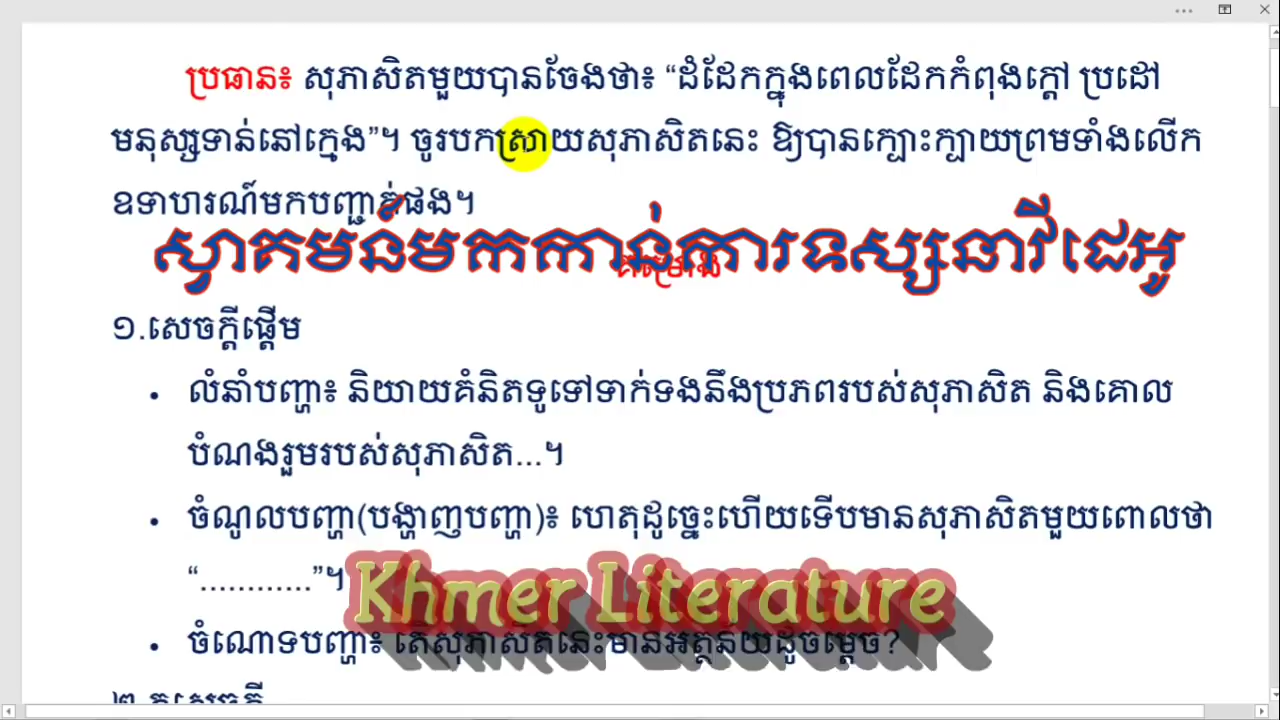 ប្រធាន៖ សុភាសិតមួយបានចែងថា៖ “ដំដែកក្នុងពេលដែកកំពុងក្ដៅ ប្រដៅ
មនុស្សទាន់នៅក្មេង”។ ចូរបកស្រាយសុភាសិតនេះ ឱ្យបានក្បោះក្បាយព្រមទាំងលើក
ឧទាហរណ៍មកបញ្ជាក់ផង។
ស្វាគមន៍មកកាន់ការទស្សនាវីដេអូ
គម្រោង
១.សេចក្ដីផ្ដើម
• លំនាំបញ្ហា៖ និយាយគំនិតទូទៅទាក់ទងនឹងប្រភពរបស់សុភាសិត និងគោល
បំណងរួមរបស់សុភាសិត...។
• ចំណូលបញ្ហា(បង្ហាញបញ្ហា)៖ ហេតុដូច្នេះហើយទើបមានសុភាសិតមួយពោលថា
“............”។
Khmer Literature
• ចំណោទបញ្ហា៖ តើសុភាសិតនេះមានអត្ថន័យដូចម្ដេច?